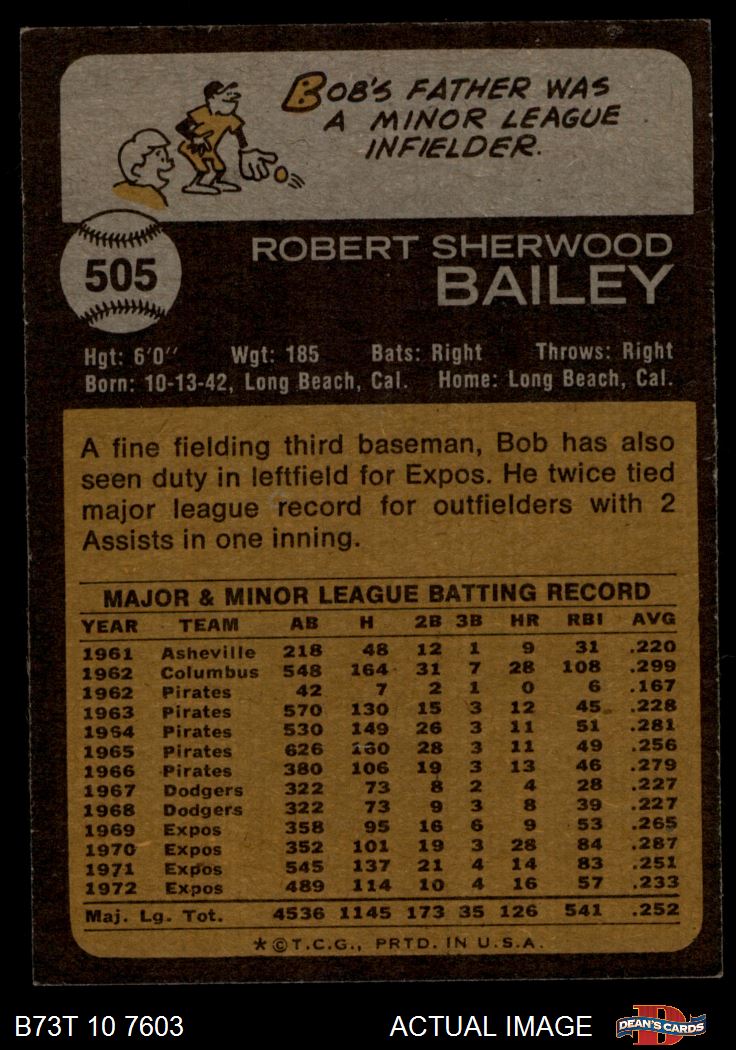 BOB'S FATHER WAS
A MINOR LEAGUE
INFIELDER.
505
ROBERT SHERWOOD
BAILEY
Hgt: 6'0" Wgt: 185 Bats: Right Throws: Right
Born: 10-13-42, Long Beach, Cal. Home: Long Beach, Cal.
A fine fielding third baseman, Bob has also
seen duty in leftfield for Expos. He twice tied
major league record for outfielders with 2
Assists in one inning.
MAJOR & MINOR LEAGUE BATTING RECORD
YEAR TEAM AB H 2B 3B HR RBI AVG
1961 Asheville 218 48 12 1 9 31 .220
1962 Columbus 548 164 31 7 28 108 .299
1962 Pirates 42 7 2 1 0 6 .167
1963 Pirates 570 130 15 3 12 45 .228
1964 Pirates 530 149 26 3 11 51 .281
1965 Pirates 626 160 28 3 11 49 .256
1966 Pirates 380 106 19 3 13 46 .279
1967 Dodgers 322 73 8 2 4 28 .227
1968 Dodgers 322 73 9 3 8 39 .227
1969 Expos 358 95 16 6 9 53 .265
1970 Expos 352 101 19 3 28 84 .287
1971 Expos 545 137 21 4 14 83 .251
1972 Expos 489 114 10 4 16 57 .233
Maj. Lg. Tot. 4536 1145 173 35 126 541 .252
*©T.C.G., PRTD. IN U.S.A.
B73T 10 7603 ACTUAL IMAGE D DEAN'S CARDS